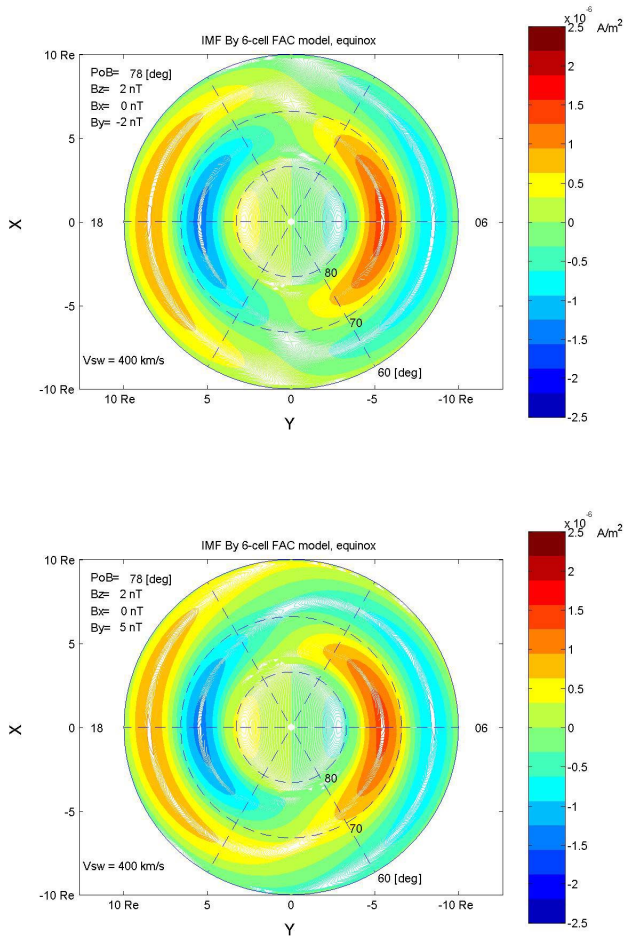 x 10 -6
A/m2
IMF By 6-cell FAC model, equinox
10 Re
2.5
PoB= 78 [deg]
Bz= 2 nT
Bx= 0 nT
By= -2 nT
2
5
1.5
1
0.5
X
0
18
06
0
-0.5
80
-1
-5
70
-1.5
Vsw = 400 km/s
60 [deg]
-2
-10 Re
-2.5
10 Re
5
0
-5
-10 Re
Y
x 10 -6
A/m2
IMF By 6-cell FAC model, equinox
10 Re
2.5
PoB= 78 [deg]
Bz= 2 nT
Bx= 0 nT
By= 5 nT
2
5
1.5
1
0.5
X
0
18
06
0
-0.5
80
-1
-5
70
-1.5
Vsw = 400 km/s
60 [deg]
-2
-10 Re
-2.5
10 Re
5
0
-5
-10 Re
Y